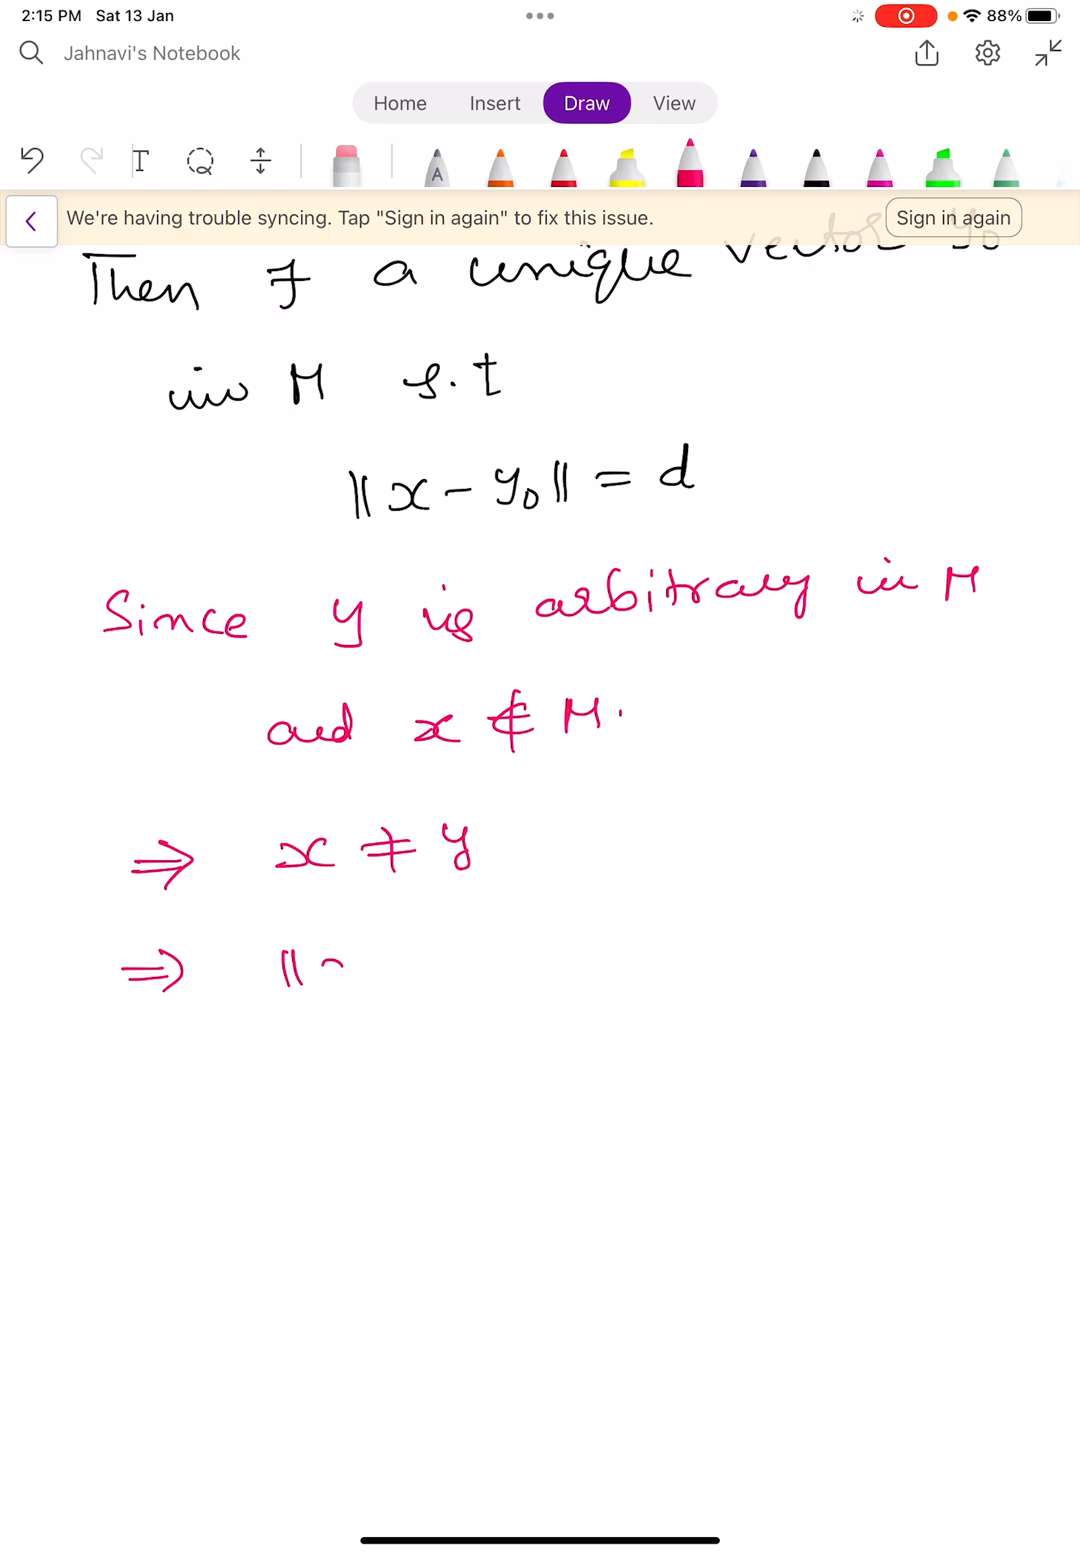 2:15 PM Sat 13 Jan 88%
Jahnavi's Notebook
Home Insert Draw View
T A
We're having trouble syncing. Tap "Sign in again" to fix this issue. Sign in again
Then ∃ a unique vector y₀
in M s.t
||x - y₀|| = d
Since y is arbitrary in M
and x ∉ M.
⇒ x ≠ y
⇒ ||